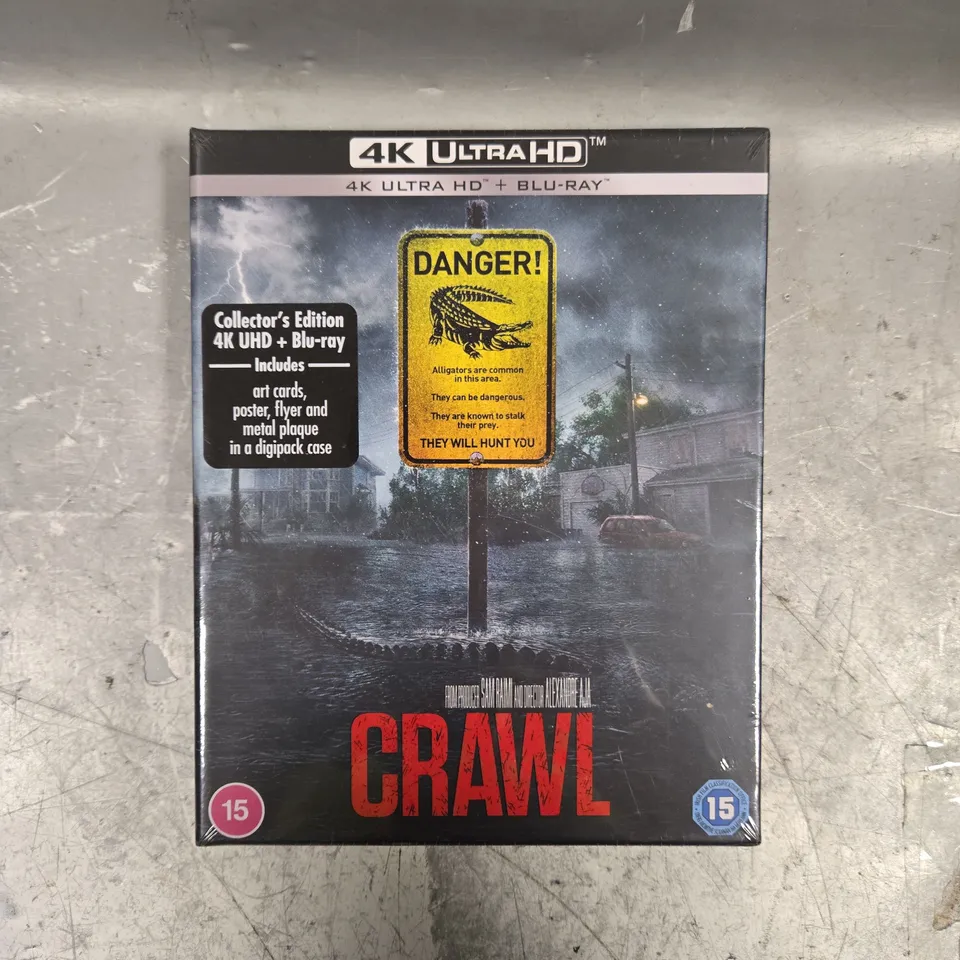 4K ULTRA HD™
4K ULTRA HD™ + BLU-RAY™
DANGER!
Alligators are common
in this area.
They can be dangerous.
They are known to stalk
their prey.
THEY WILL HUNT YOU
Collector's Edition
4K UHD + Blu-ray
Includes
art cards,
poster, flyer and
metal plaque
in a digipack case
FROM PRODUCER SAM RAIMI AND DIRECTOR ALEXANDRE AJA
CRAWL
15
15